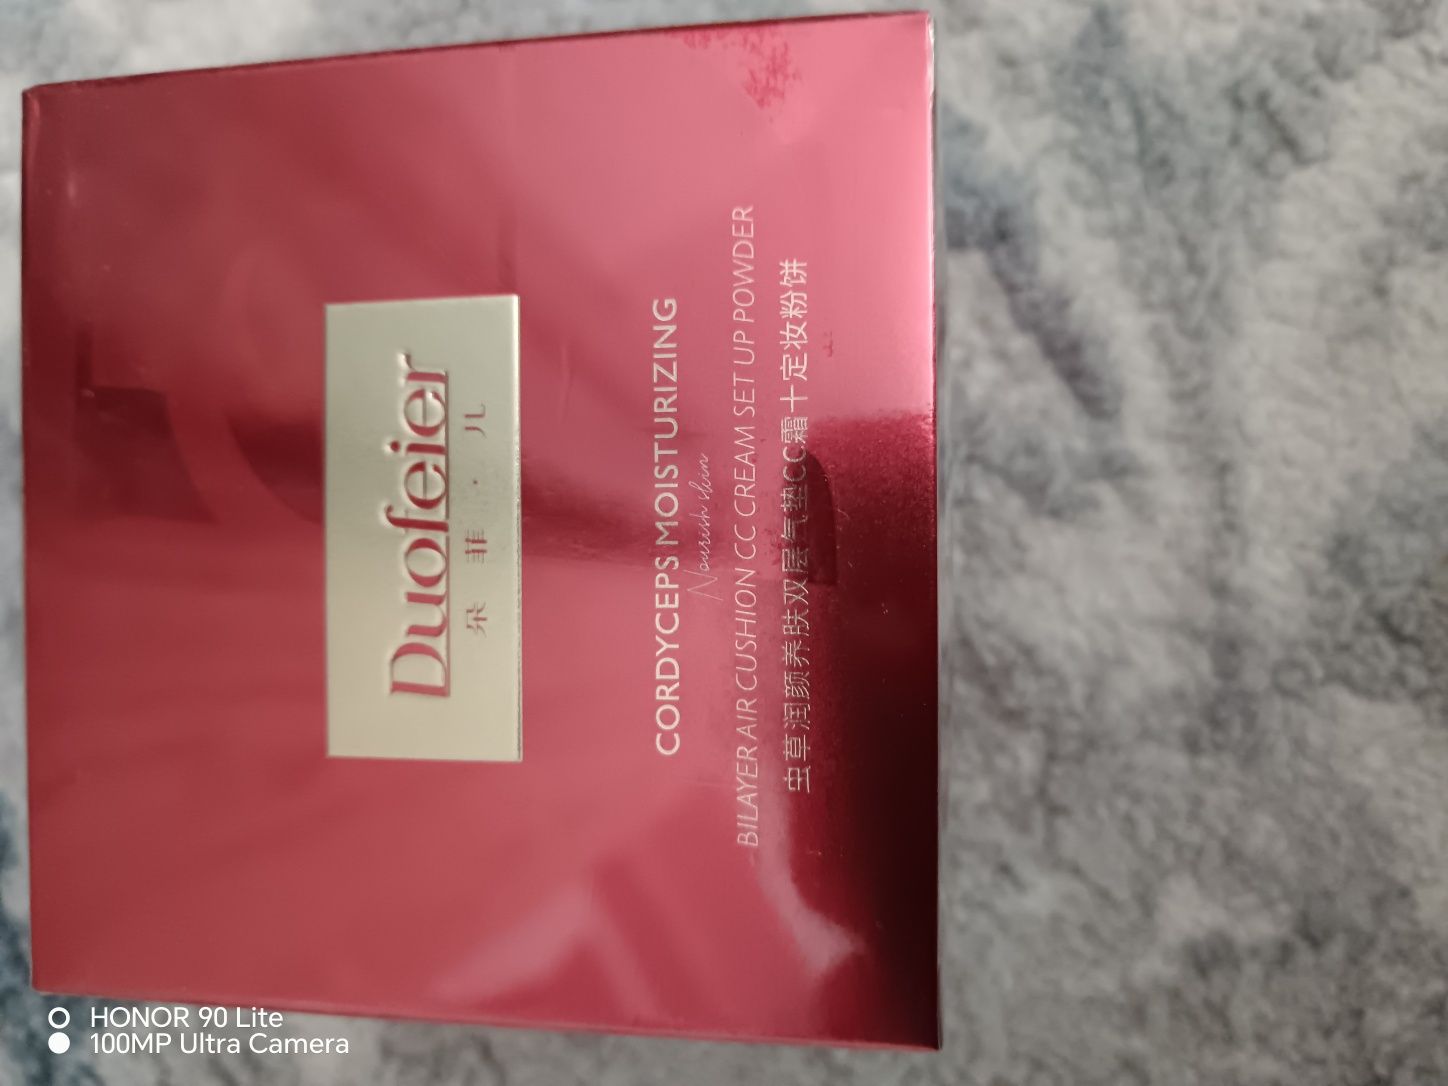 Duofeier
朵菲·儿
CORDYCEPS MOISTURIZING
Nourish skin
BILAYER AIR CUSHION CC CREAM SET UP POWDER
虫草润颜养肤双层气垫CC霜十定妆粉饼
HONOR 90 Lite
100MP Ultra Camera